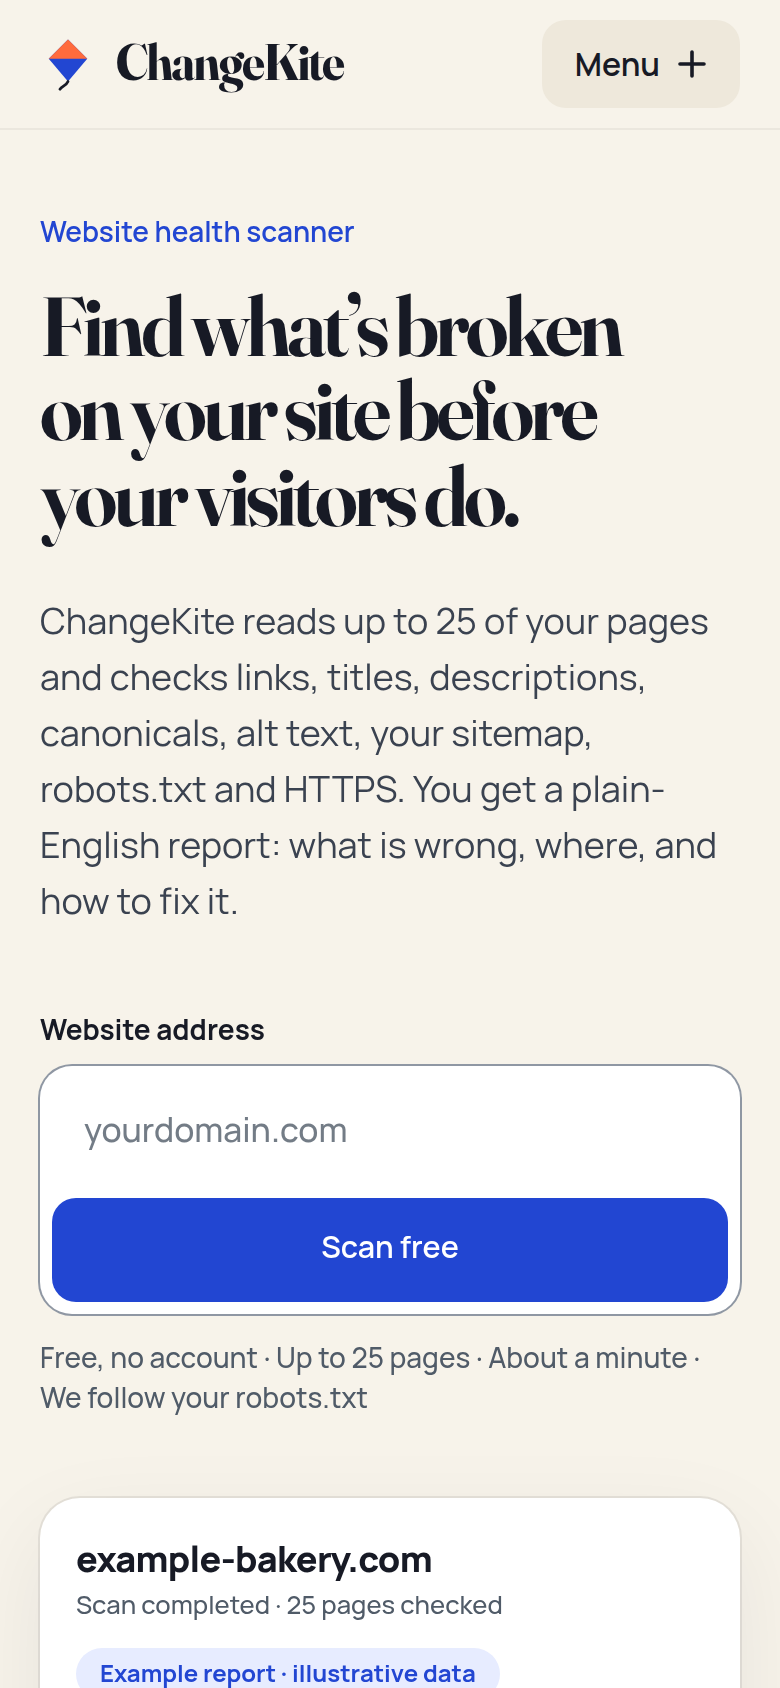 ChangeKite
Menu
Website health scanner
Find what’s broken
on your site before
your visitors do.
ChangeKite reads up to 25 of your pages
and checks links, titles, descriptions,
canonicals, alt text, your sitemap,
robots.txt and HTTPS. You get a plain-
English report: what is wrong, where, and
how to fix it.
Website address
yourdomain.com
Scan free
Free, no account · Up to 25 pages · About a minute ·
We follow your robots.txt
example-bakery.com
Scan completed · 25 pages checked
Example report · illustrative data